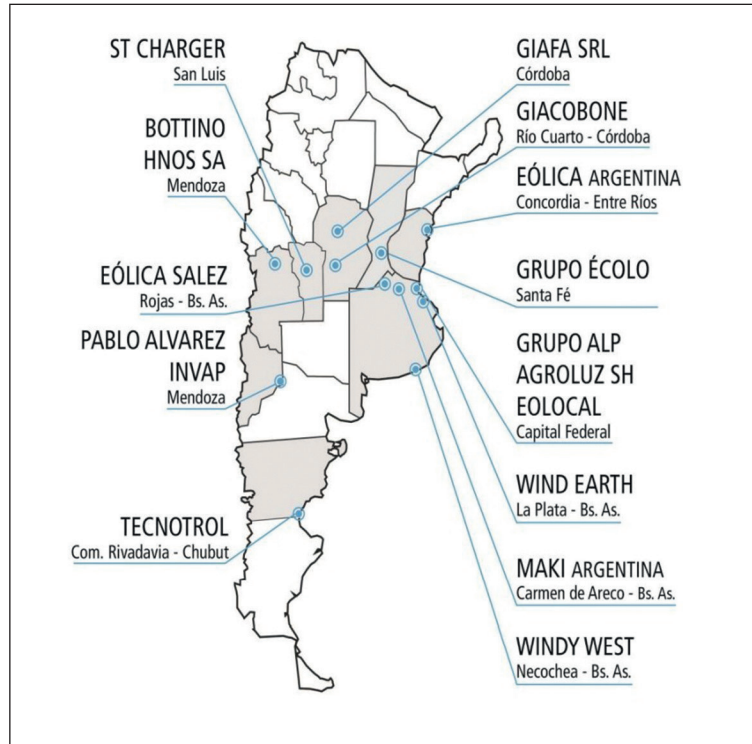 ST CHARGER
San Luis
BOTTINO
HNOS SA
Mendoza
EÓLICA SALEZ
Rojas - Bs. As.
PABLO ALVAREZ
INVAP
Mendoza
TECNOTROL
Com. Rivadavia - Chubut
GIAFA SRL
Córdoba
GIACOBONE
Río Cuarto - Córdoba
EÓLICA ARGENTINA
Concordia - Entre Ríos
GRUPO ÉCOLO
Santa Fé
GRUPO ALP
AGROLUZ SH
EOLOCAL
Capital Federal
WIND EARTH
La Plata - Bs. As.
MAKI ARGENTINA
Carmen de Areco - Bs. As.
WINDY WEST
Necochea - Bs. As.